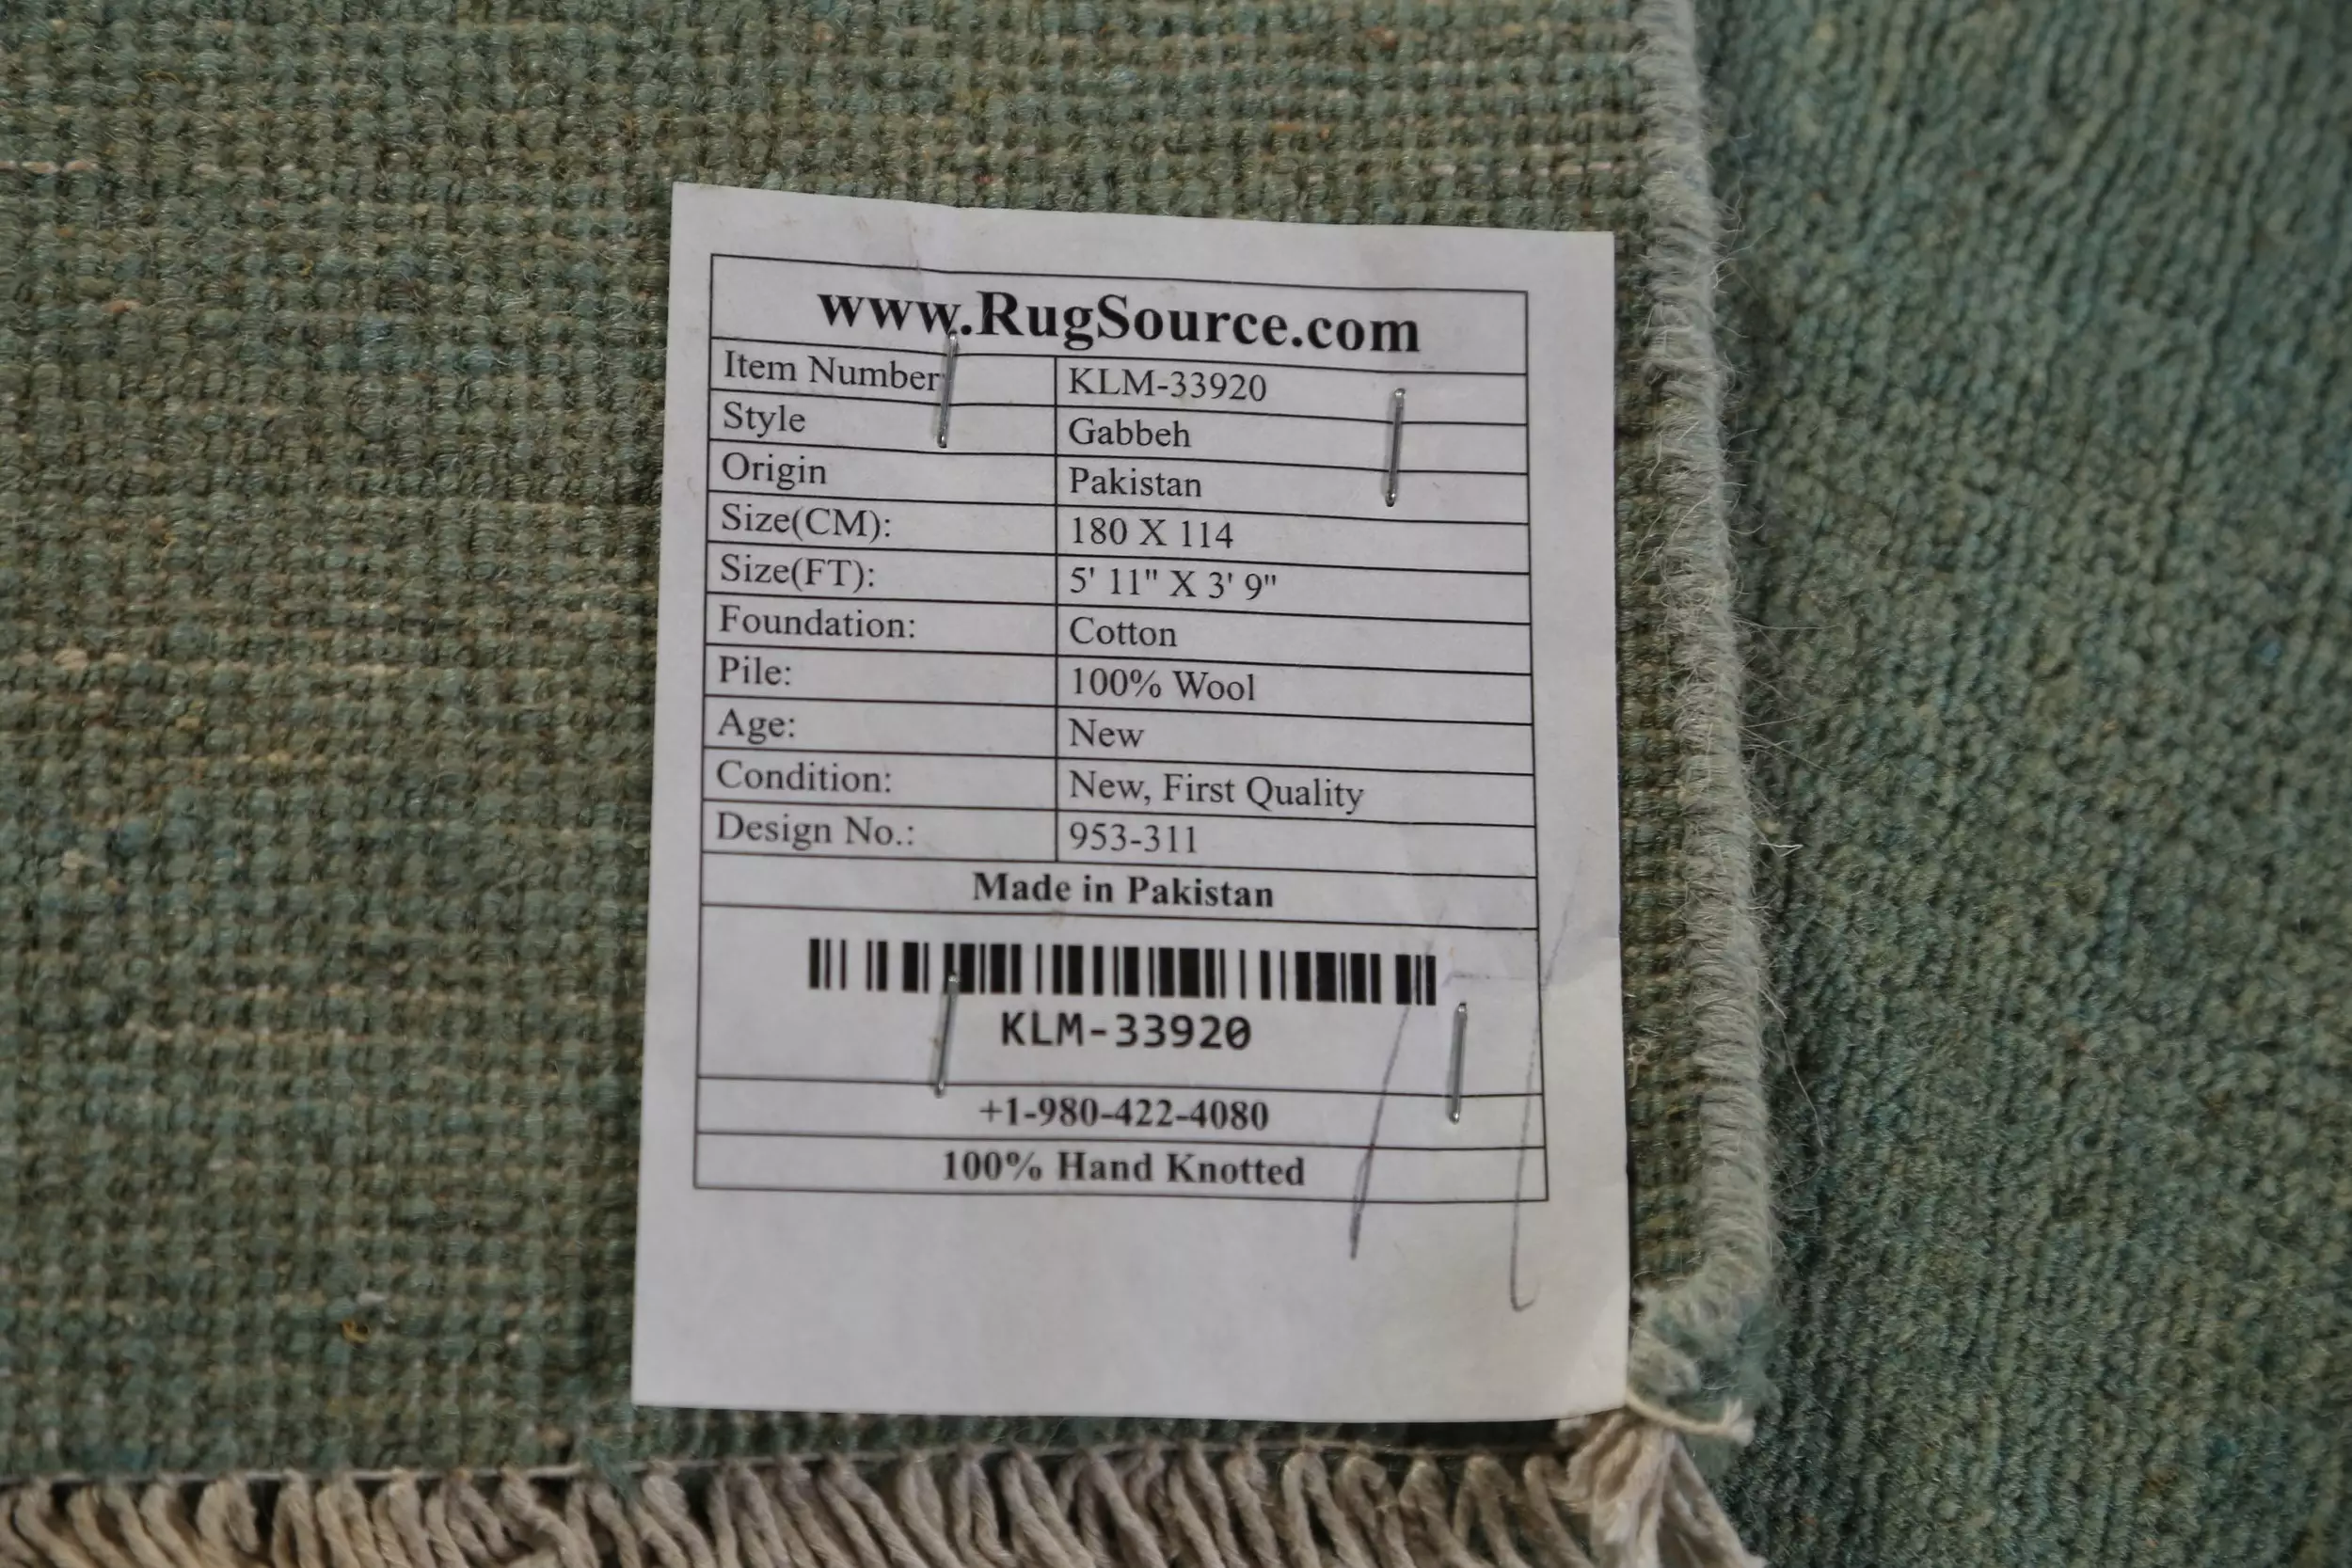 www.RugSource.com
Item Number KLM-33920
Style Gabbeh
Origin Pakistan
Size(CM): 180 X 114
Size(FT): 5' 11" X 3' 9"
Foundation: Cotton
Pile: 100% Wool
Age: New
Condition: New, First Quality
Design No.: 953-311
Made in Pakistan
KLM-33920
+1-980-422-4080
100% Hand Knotted